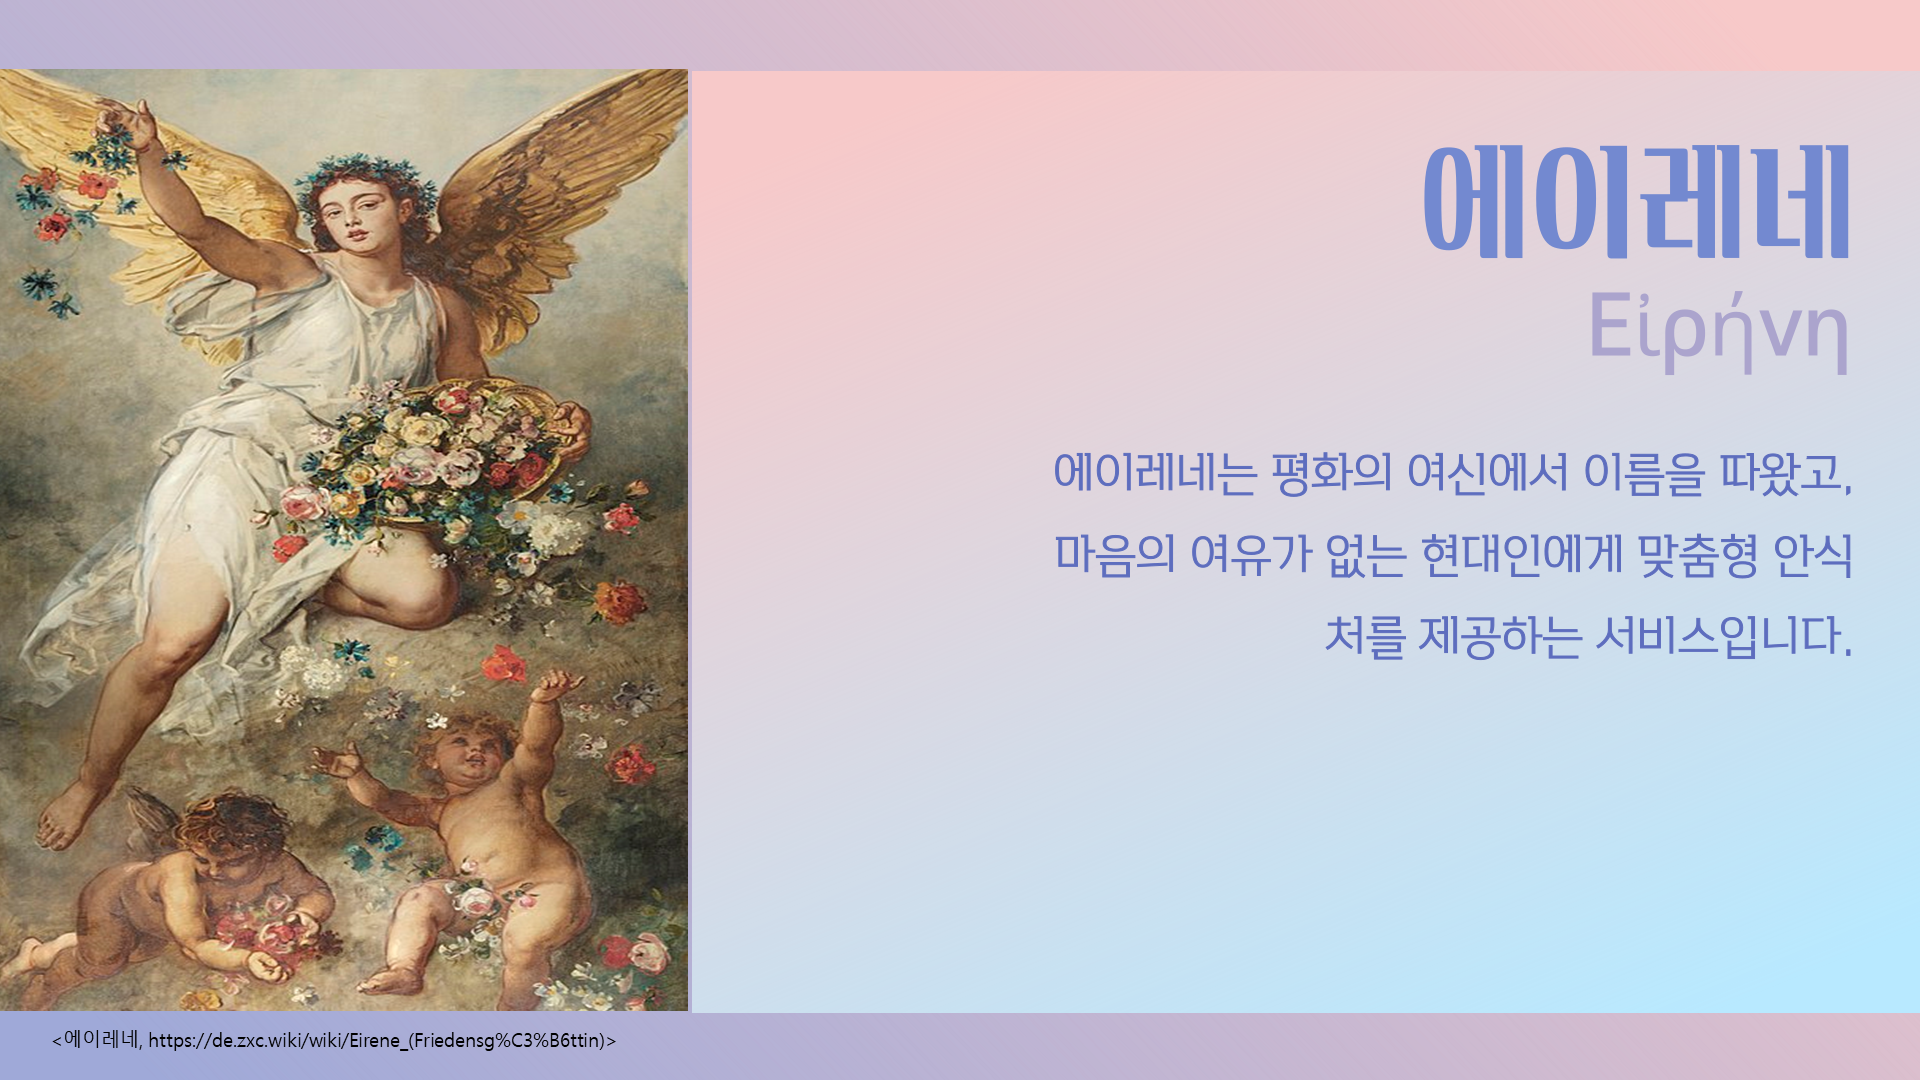 에이레네
Εἰρήνη
에이레네는 평화의 여신에서 이름을 따왔고,
마음의 여유가 없는 현대인에게 맞춤형 안식
처를 제공하는 서비스입니다.
<에이레네, https://de.zxc.wiki/wiki/Eirene_(Friedensg%C3%B6ttin)>